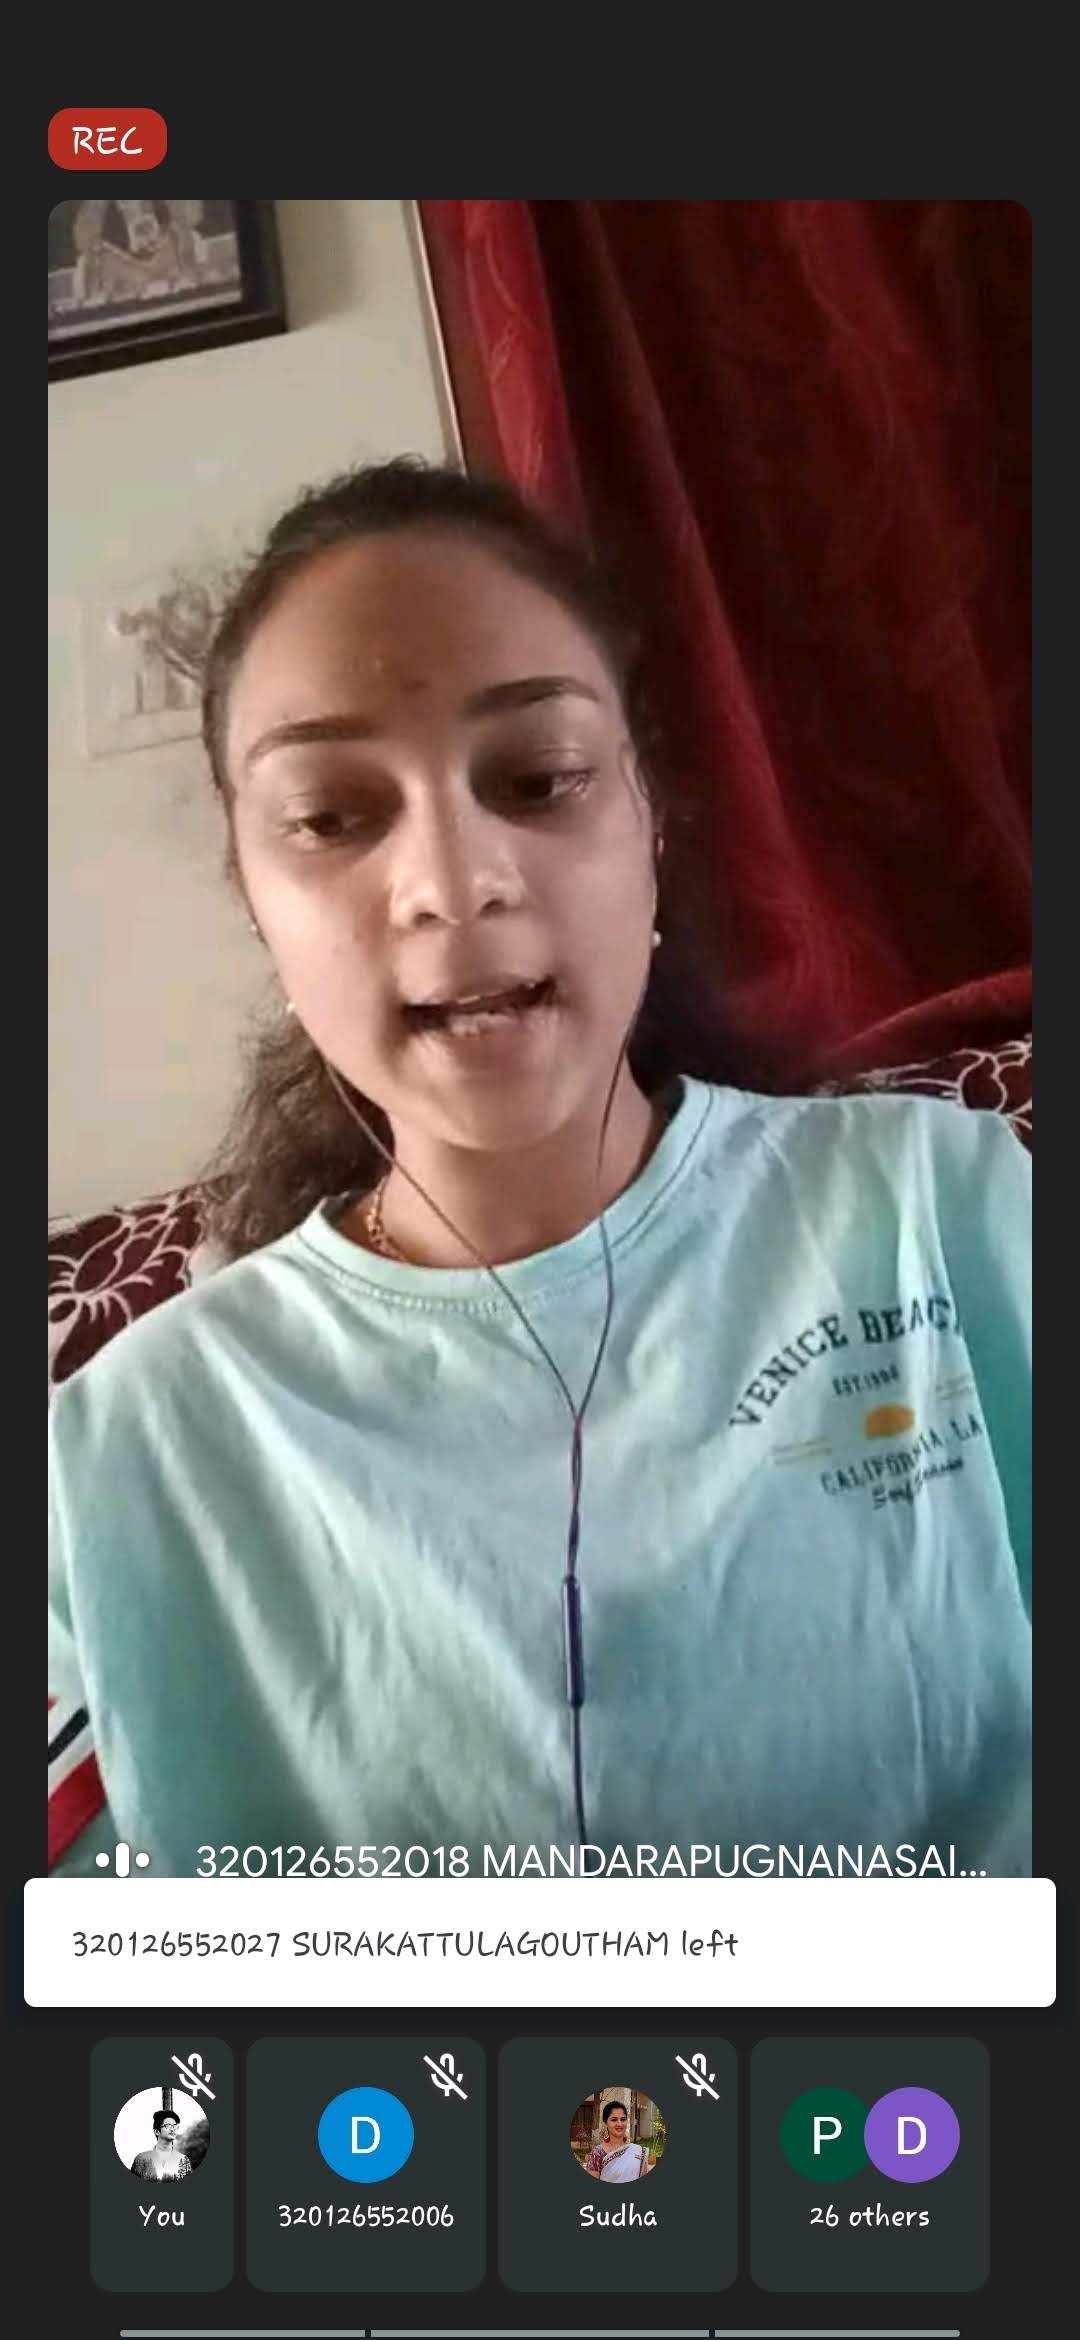 REC
VENICE BEACH
EST.1998
CALIFORNIA, LA
320126552018 MANDARAPUGNANASAI...
320126552027 SURAKATTULAGOUTHAM left
D
P
D
You
320126552006
Sudha
26 others